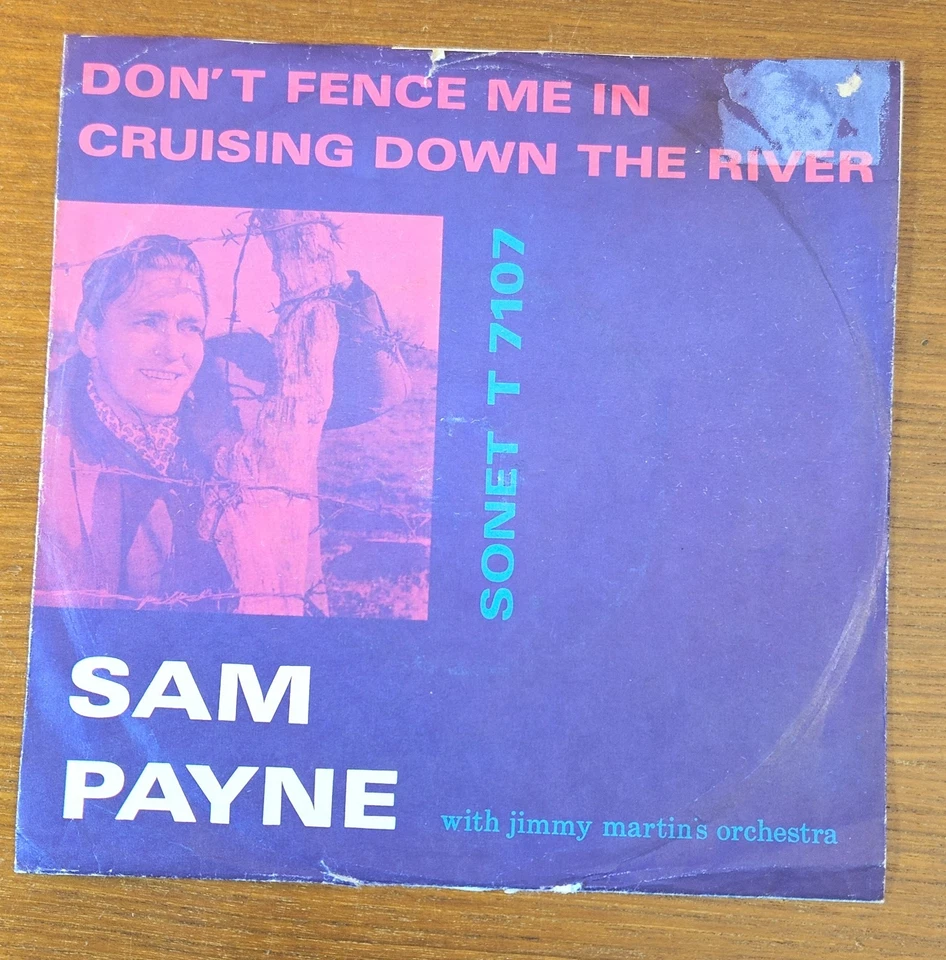 DON'T FENCE ME IN
CRUISING DOWN THE RIVER
SONET T 7107
SAM
PAYNE
with jimmy martin's orchestra